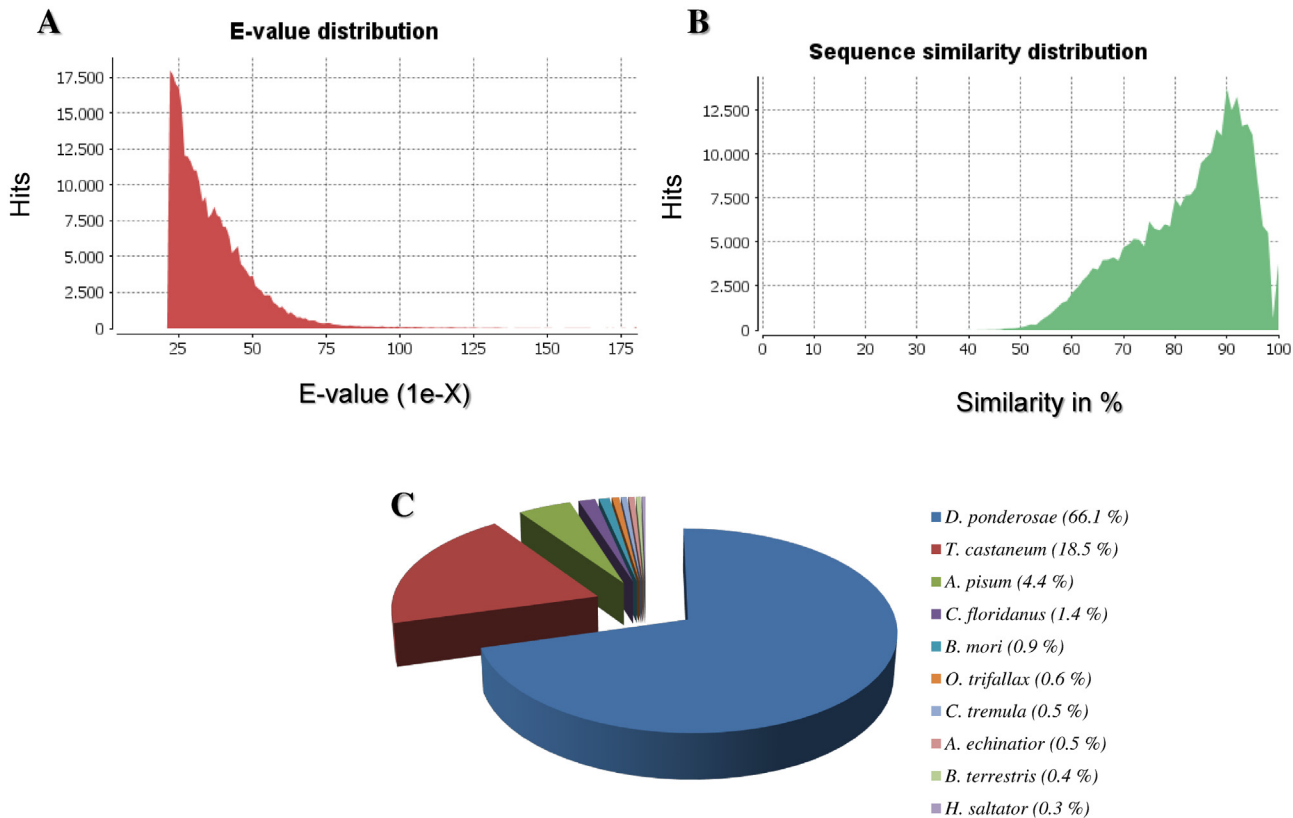 A
E-value distribution
17.500
15.000
12.500
10.000
7.500
5.000
2.500
0
Hits
25 50 75 100 125 150 175
E-value (1e-X)
B
Sequence similarity distribution
12.500
10.000
7.500
5.000
2.500
0
Hits
0 10 20 30 40 50 60 70 80 90 100
Similarity in %
C
D. ponderosae (66.1 %)
T. castaneum (18.5 %)
A. pisum (4.4 %)
C. floridanus (1.4 %)
B. mori (0.9 %)
O. trifallax (0.6 %)
C. tremula (0.5 %)
A. echinatior (0.5 %)
B. terrestris (0.4 %)
H. saltator (0.3 %)